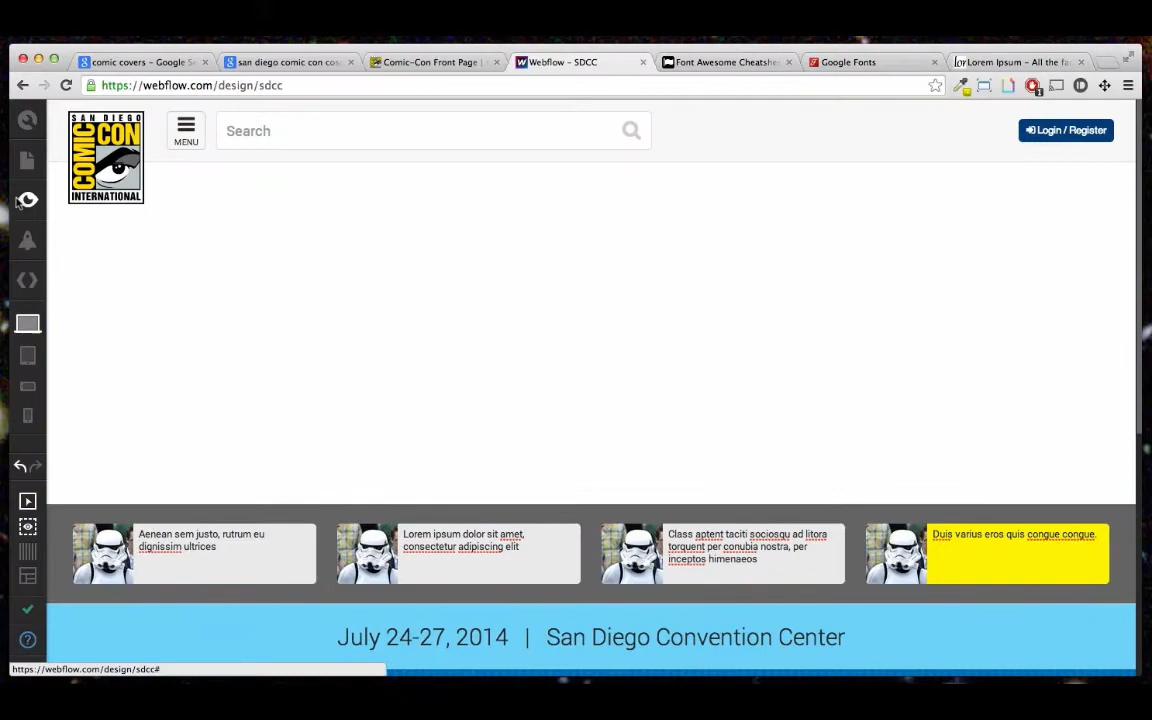 comic covers - Google Se
san diego comic con cos
Comic-Con Front Page |
Webflow - SDCC
Font Awesome Cheatshe
Google Fonts
Lorem Ipsum - All the fa
https://webflow.com/design/sdcc
SAN DIEGO
COMIC
CON
INTERNATIONAL
MENU
Search
Login / Register
Aenean sem justo, rutrum eu
dignissim ultrices
Lorem ipsum dolor sit amet,
consectetur adipiscing elit
Class aptent taciti sociosqu ad litora
torquent per conubia nostra, per
inceptos himenaeos
Duis varius eros quis congue congue.
July 24-27, 2014 | San Diego Convention Center
https://webflow.com/design/sdcc#